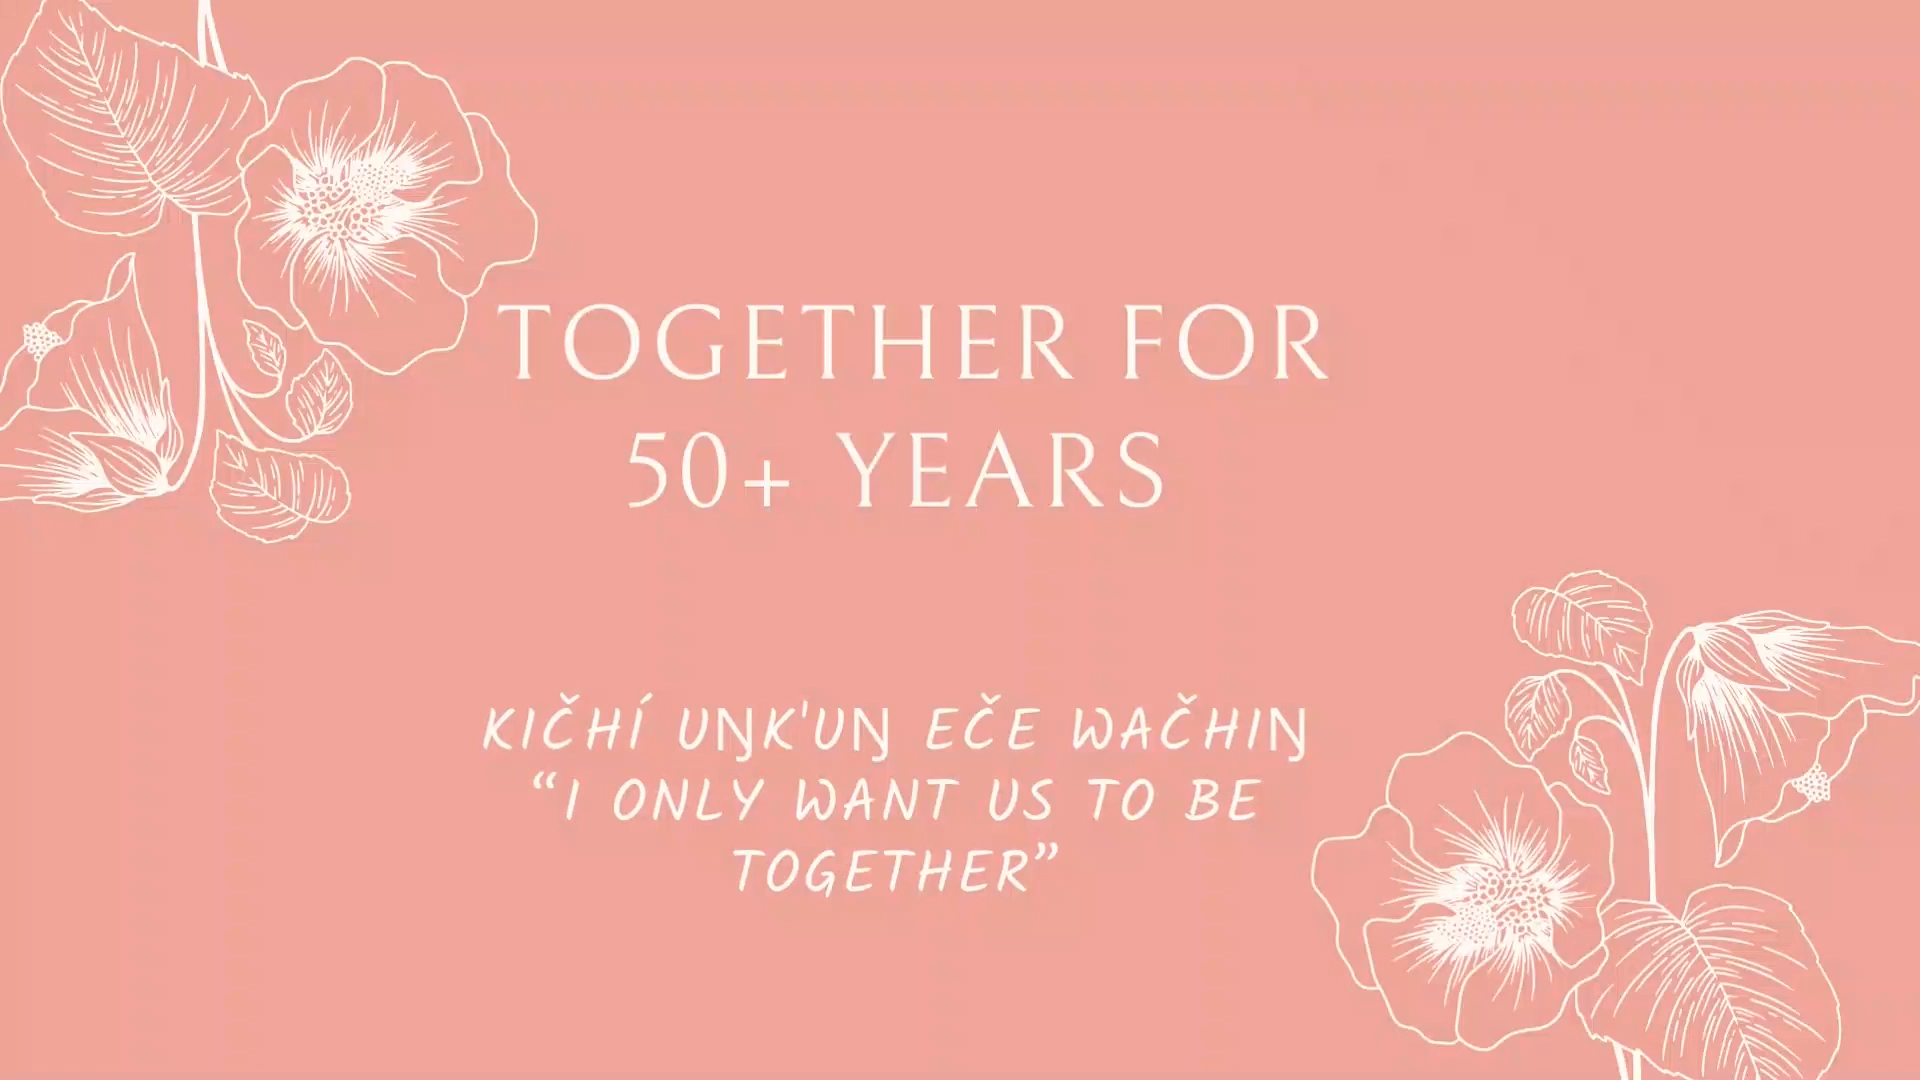 TOGETHER FOR
50+ YEARS
KIČHÍ UŊK'UŊ EČE WAČHIŊ
“I ONLY WANT US TO BE
TOGETHER”